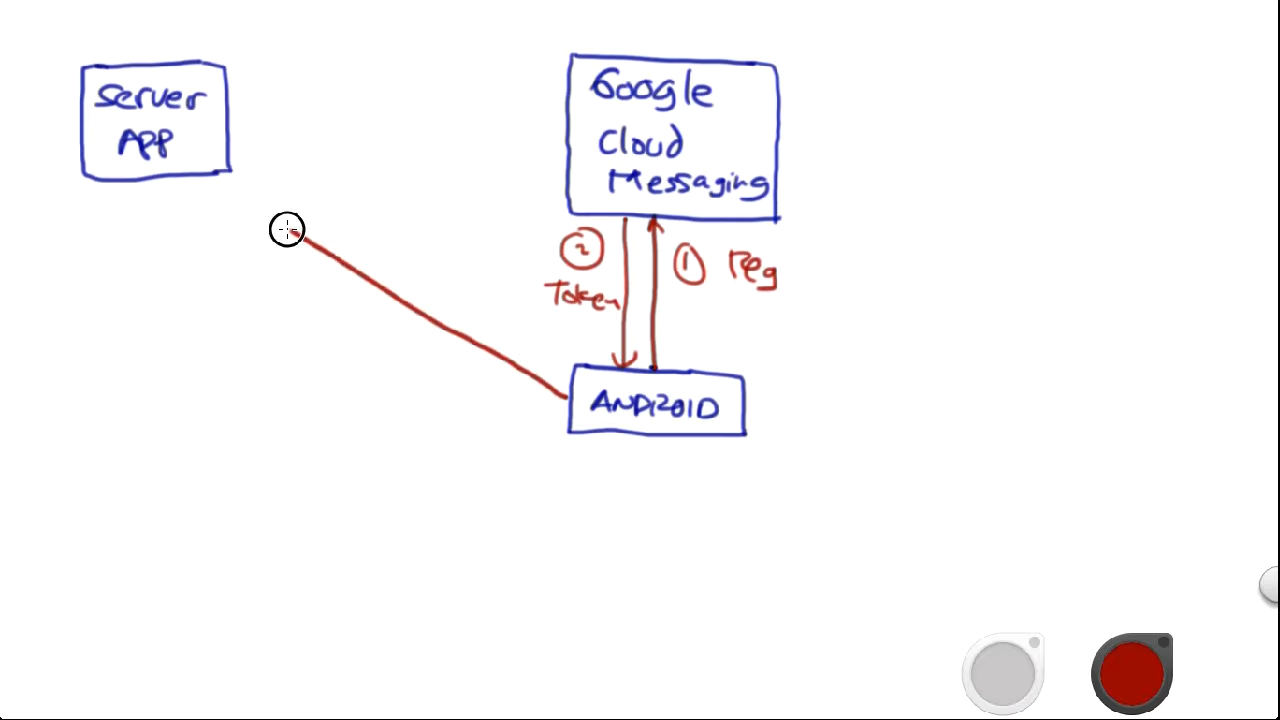 Server
APP
Google
Cloud
Messaging
2
Token
1 Reg
ANDROID